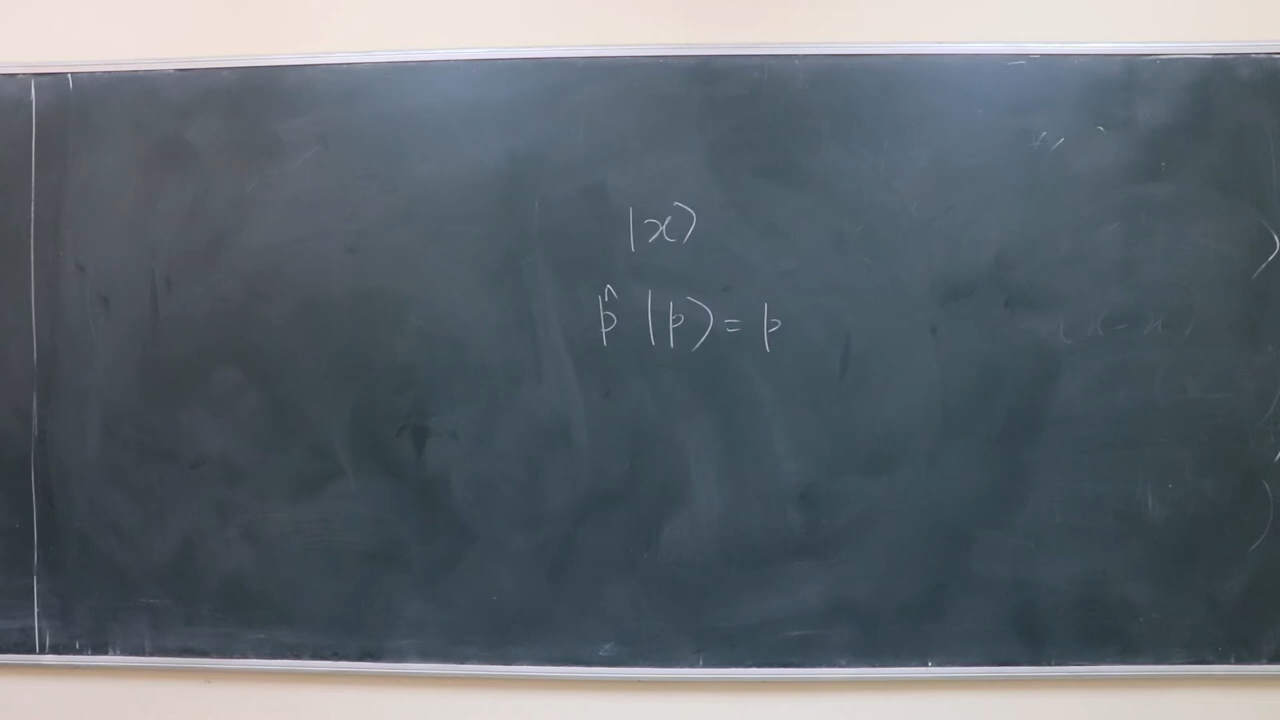 |x⟩
p̂ |p⟩ = p